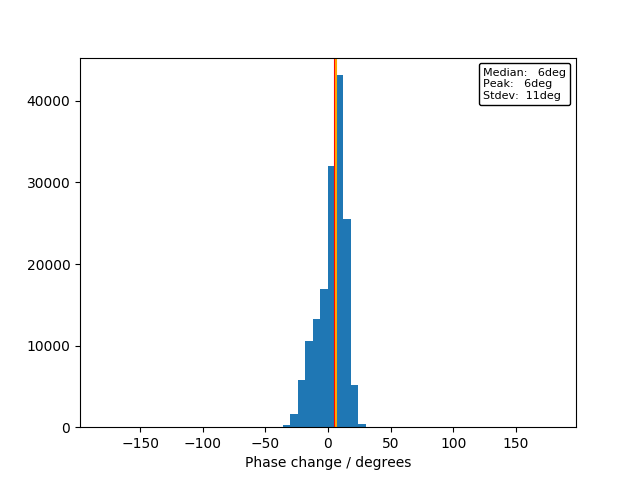 Median:   6deg
Peak:   6deg
Stdev:  11deg
40000
30000
20000
10000
0
−150 −100 −50 0 50 100 150
Phase change / degrees